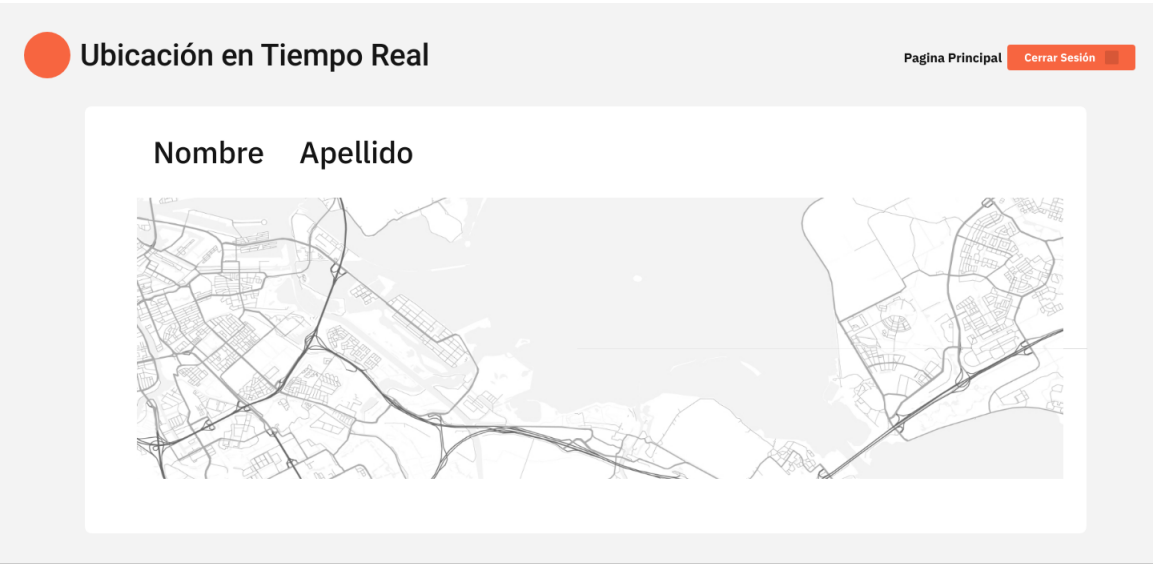 Ubicación en Tiempo Real
Pagina Principal
Cerrar Sesión
Nombre Apellido